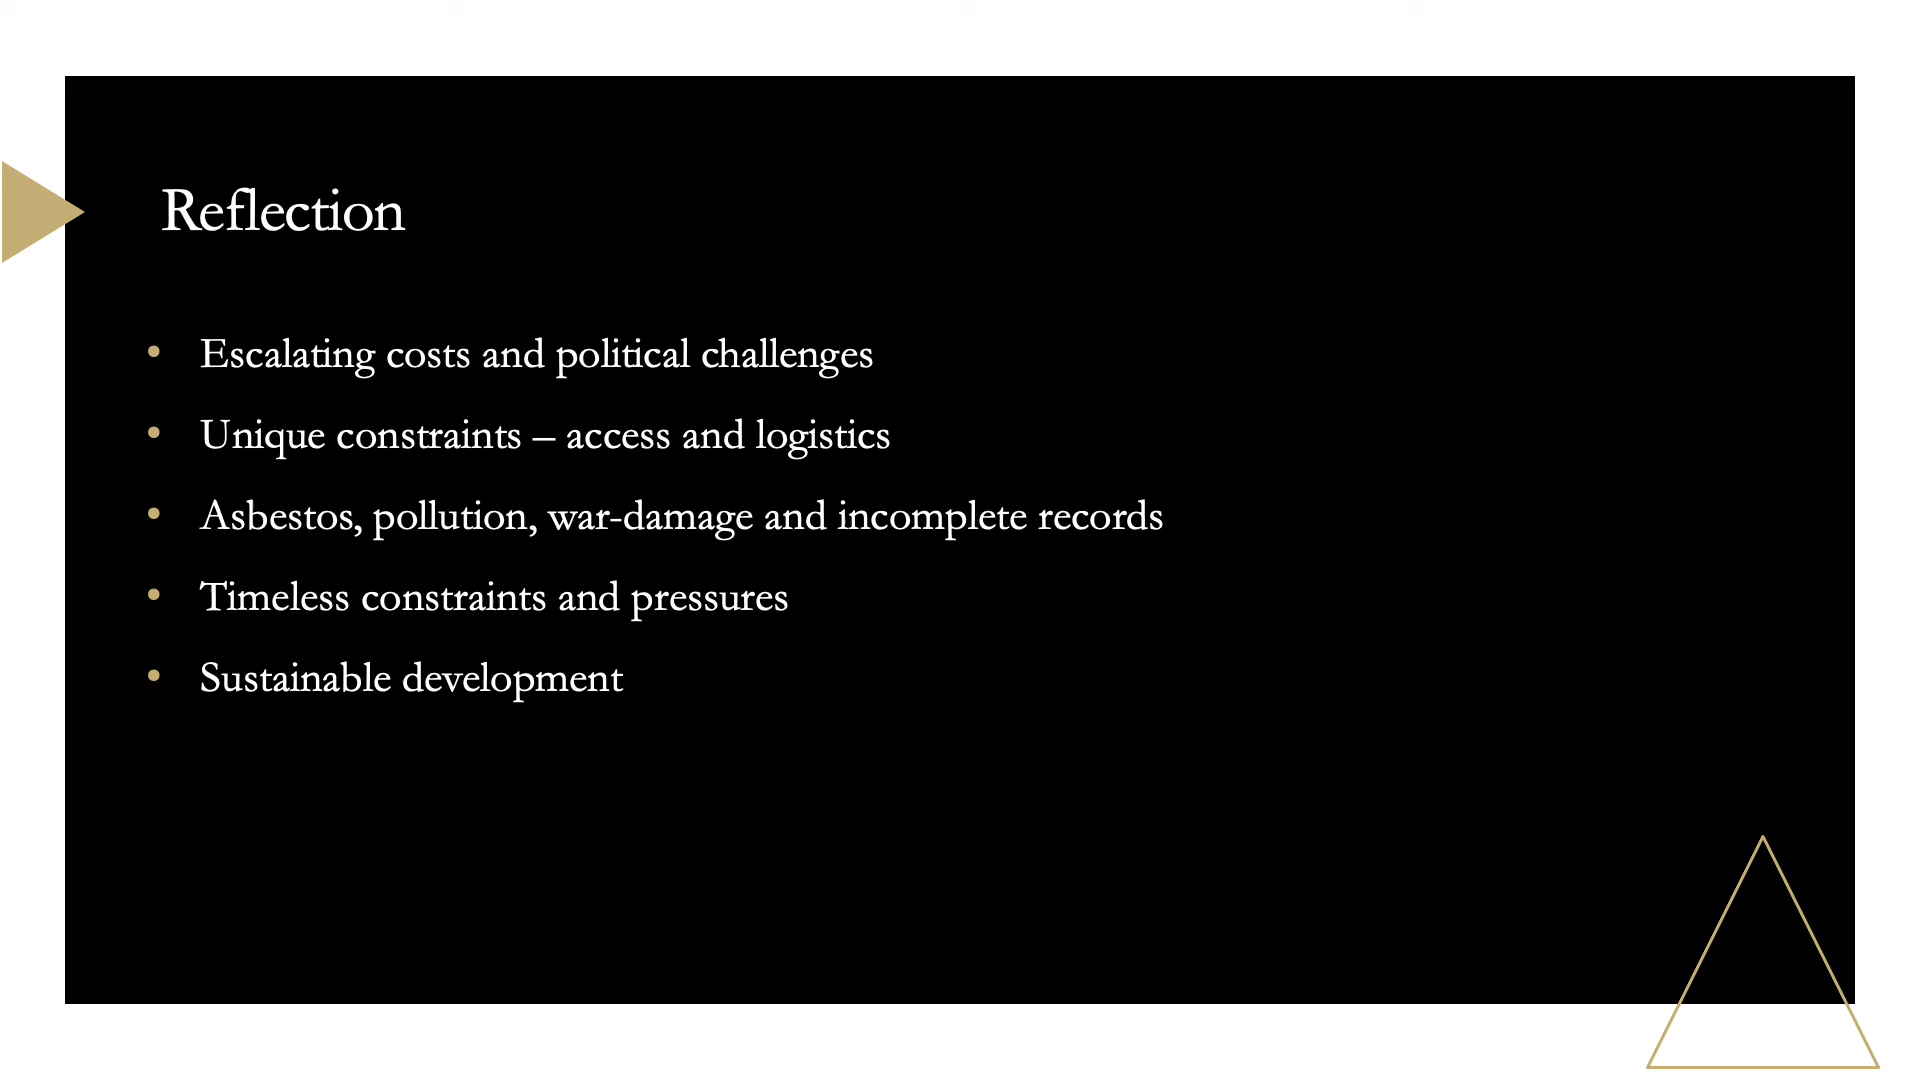 Reflection
• Escalating costs and political challenges
• Unique constraints – access and logistics
• Asbestos, pollution, war-damage and incomplete records
• Timeless constraints and pressures
• Sustainable development